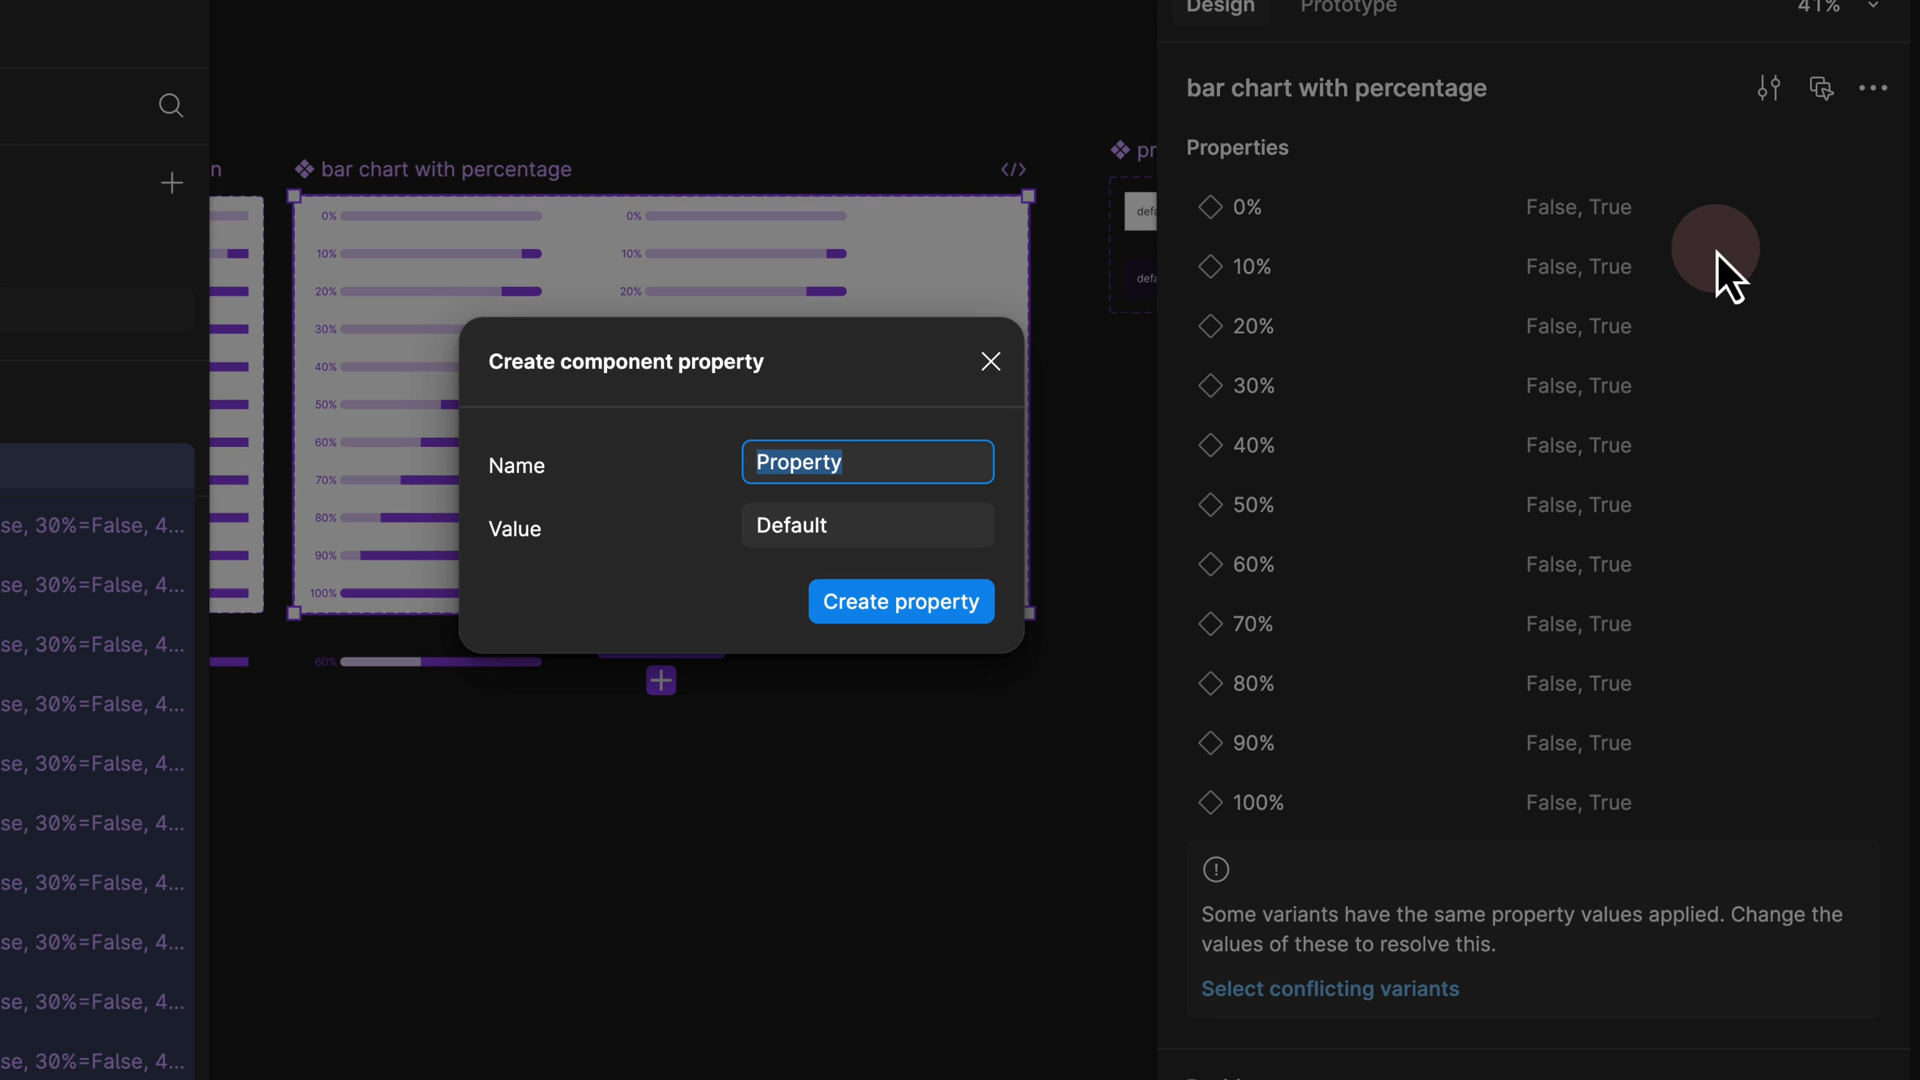 Design
Prototype
41%
bar chart with percentage
Properties
0% False, True
10% False, True
20% False, True
30% False, True
40% False, True
50% False, True
60% False, True
70% False, True
80% False, True
90% False, True
100% False, True
Some variants have the same property values applied. Change the
values of these to resolve this.
Select conflicting variants
n
bar chart with percentage
</>
pr
0%
10%
20%
30%
40%
50%
60%
70%
80%
90%
100%
60%
0%
10%
20%
defa
defa
Create component property
Name
Property
Value
Default
Create property
se, 30%=False, 4...
se, 30%=False, 4...
se, 30%=False, 4...
se, 30%=False, 4...
se, 30%=False, 4...
se, 30%=False, 4...
se, 30%=False, 4...
se, 30%=False, 4...
se, 30%=False, 4...
se, 30%=False, 4...